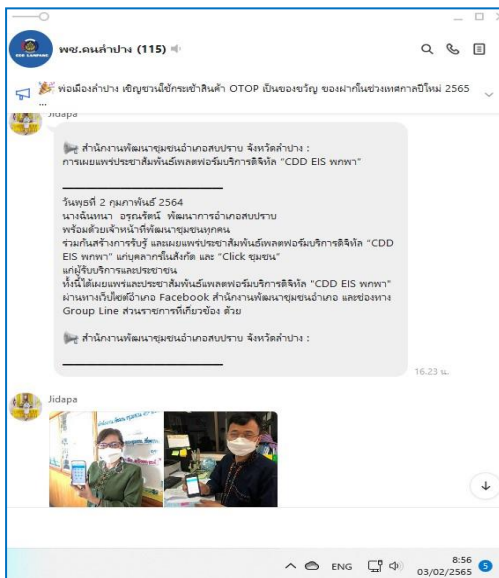 พช.คนลำปาง (115)
พ่อเมืองลำปาง เชิญชวนใช้กระเช้าสินค้า OTOP เป็นของขวัญ ของฝากในช่วงเทศกาลปีใหม่ 2565
...
Jidapa
สำนักงานพัฒนาชุมชนอำเภอสบปราบ จังหวัดลำปาง :
การเผยแพร่ประชาสัมพันธ์แพลตฟอร์มบริการดิจิทัล "CDD EIS พกพา"
วันพุธที่ 2 กุมภาพันธ์ 2564
นางฉันทนา อรุณรัตน์ พัฒนาการอำเภอสบปราบ
พร้อมด้วยเจ้าหน้าที่พัฒนาชุมชนทุกคน
ร่วมกันสร้างการรับรู้ และเผยแพร่ประชาสัมพันธ์แพลตฟอร์มบริการดิจิทัล "CDD
EIS พกพา" แก่บุคลากรในสังกัด และ "Click ชุมชน"
แก่ผู้รับบริการและประชาชน
ทั้งนี้ได้เผยแพร่และประชาสัมพันธ์แพลตฟอร์มบริการดิจิทัล "CDD EIS พกพา"
ผ่านทางเว็บไซต์อำเภอ Facebook สำนักงานพัฒนาชุมชนอำเภอ และช่องทาง
Group Line ส่วนราชการที่เกี่ยวข้อง ด้วย
สำนักงานพัฒนาชุมชนอำเภอสบปราบ จังหวัดลำปาง :
16.23 น.
Jidapa
ENG
8:56
03/02/2565
5